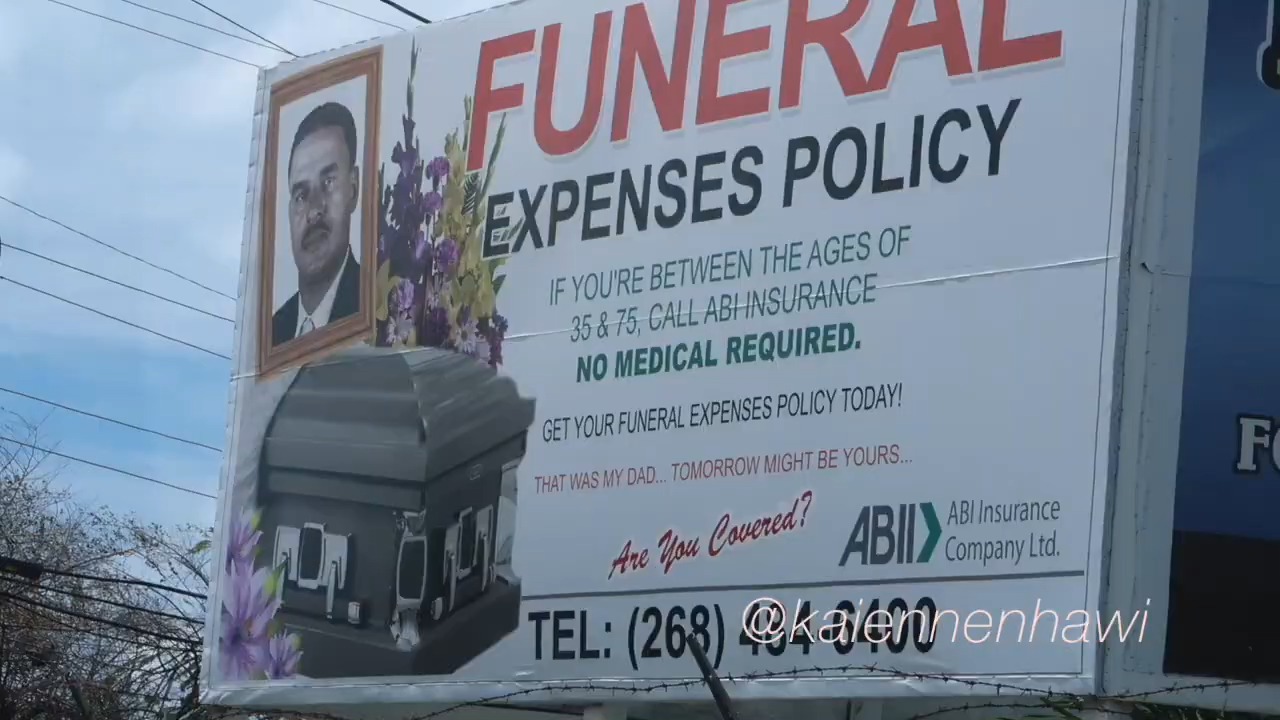 FUNERAL
EXPENSES POLICY
IF YOU'RE BETWEEN THE AGES OF
35 & 75, CALL ABI INSURANCE
NO MEDICAL REQUIRED.
GET YOUR FUNERAL EXPENSES POLICY TODAY!
THAT WAS MY DAD... TOMORROW MIGHT BE YOURS...
Are You Covered?
ABII
ABI Insurance
Company Ltd.
TEL: (268)
@kaiennenhawi